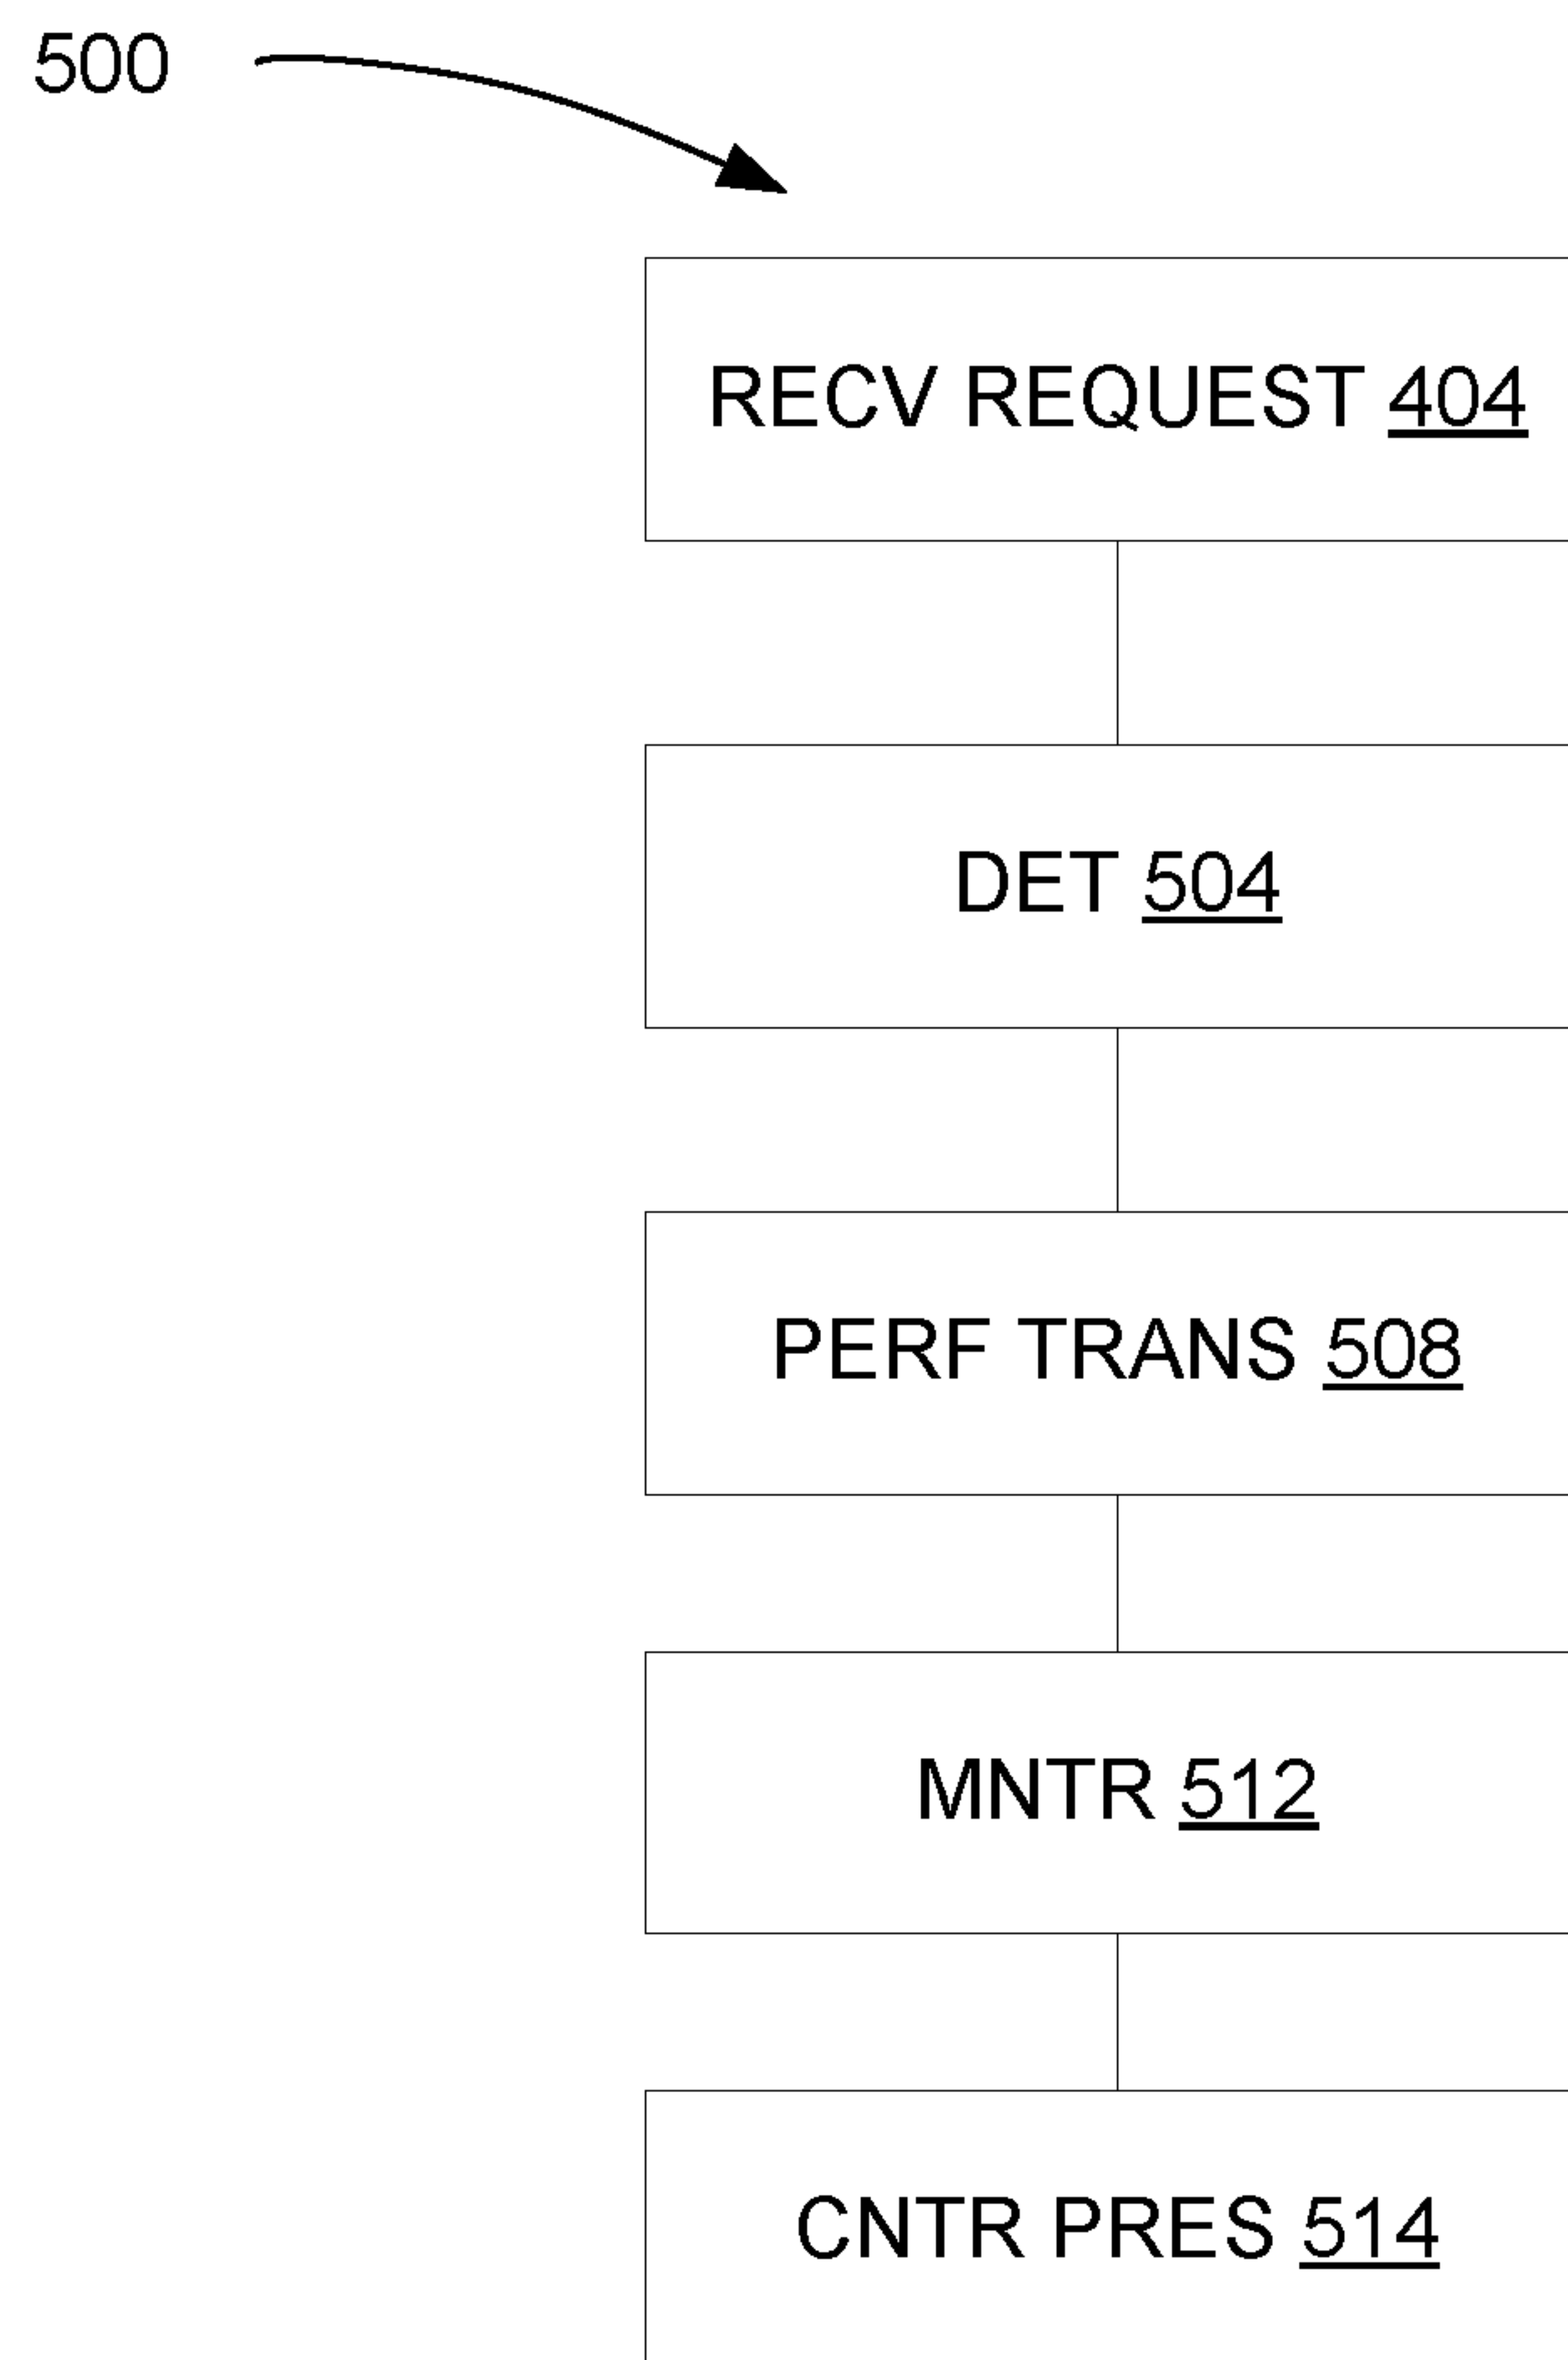 500
RECV REQUEST 404
DET 504
PERF TRANS 508
MNTR 512
CNTR PRES 514